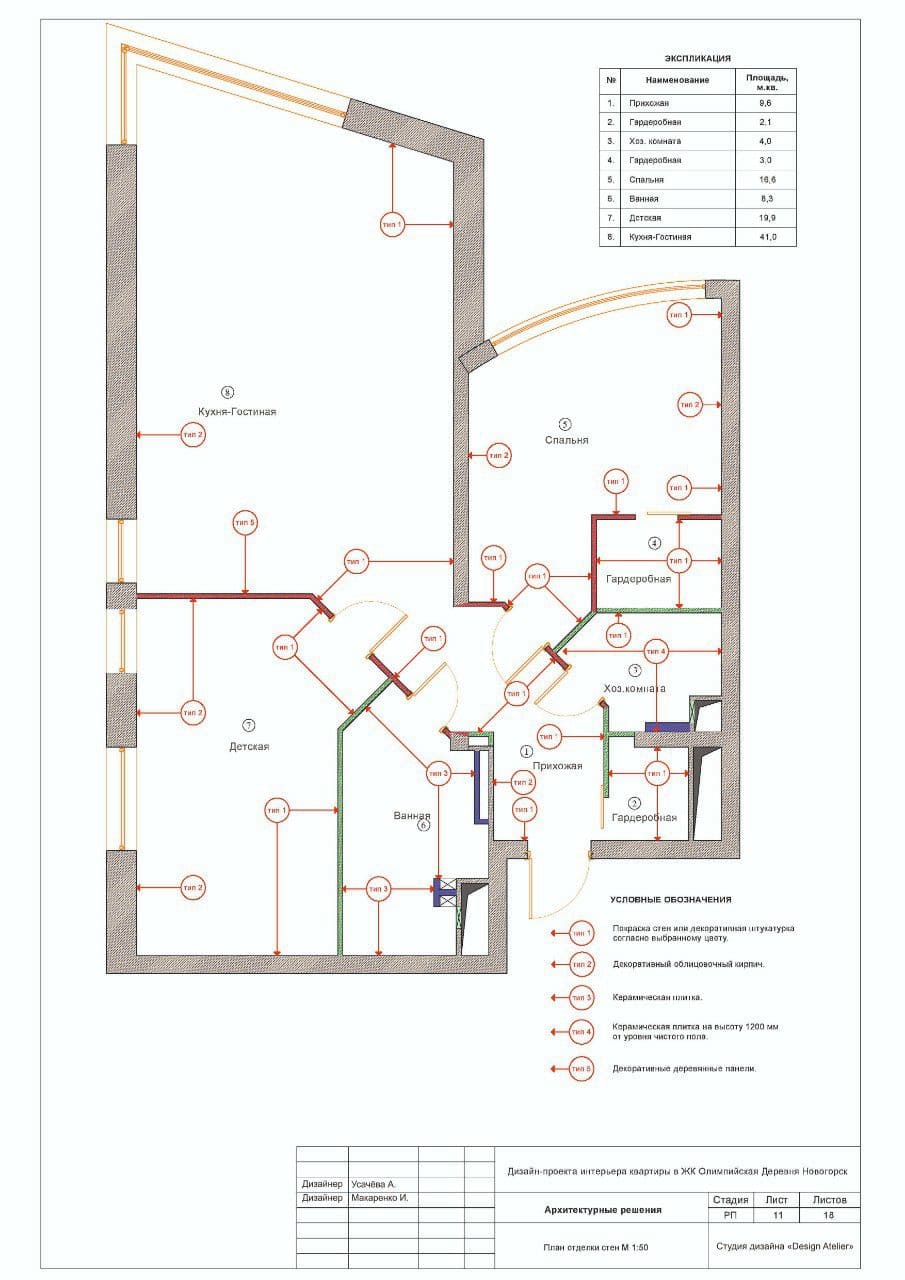 ЭКСПЛИКАЦИЯ
№ Наименование Площадь, м.кв.
1. Прихожая 9,6
2. Гардеробная 2,1
3. Хоз. комната 4,0
4. Гардеробная 3,0
5. Спальня 16,6
6. Ванная 8,3
7. Детская 19,9
8. Кухня-Гостиная 41,0
тип 1
тип 1
8
Кухня-Гостиная
тип 2
5
Спальня
тип 2
тип 2
тип 1
тип 1
тип 5
4
Гардеробная
тип 1
тип 1
тип 1
тип 1
тип 1
тип 1
тип 1
тип 1
тип 4
3
Хоз.комната
тип 1
тип 2
7
Детская
1
Прихожая
тип 1
тип 3
тип 2
тип 1
2
Гардеробная
тип 1
тип 1
Ванная
6
тип 2
тип 3
УСЛОВНЫЕ ОБОЗНАЧЕНИЯ
тип 1 Покраска стен или декоративная штукатурка
согласно выбранному цвету.
тип 2 Декоративный облицовочный кирпич.
тип 3 Керамическая плитка.
тип 4 Керамическая плитка на высоту 1200 мм
от уровня чистого пола.
тип 5 Декоративные деревянные панели.
Дизайн-проекта интерьера квартиры в ЖК Олимпийская Деревня Новогорск
Дизайнер Усачёва А.
Дизайнер Макаренко И.
Архитектурные решения
Стадия Лист Листов
РП 11 18
План отделки стен М 1:50
Студия дизайна «Design Atelier»